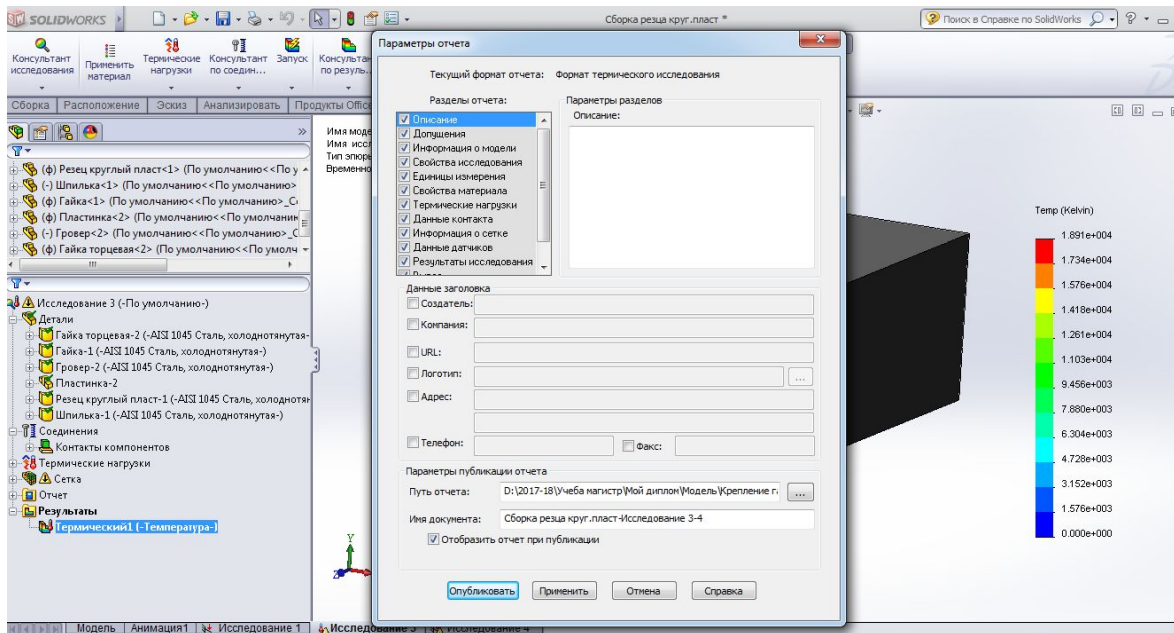 SOLIDWORKS
Сборка резца круг.пласт *
Поиск в Справке по SolidWorks
Консультант исследования
Применить материал
Термические нагрузки
Консультант по соедин...
Запуск
Консультан
по резуль..
Сборка Расположение Эскиз Анализировать Продукты Office
(ф) Резец круглый пласт<1> (По умолчанию<<По у
(-) Шпилька<1> (По умолчанию<<По умолчанию>
(ф) Гайка<1> (По умолчанию<<По умолчанию>_Co
(ф) Пластинка<2> (По умолчанию<<По умолчани
(-) Гровер<2> (По умолчанию<<По умолчанию>_С
(ф) Гайка торцевая<2> (По умолчанию<<По умолч
Исследование 3 (-По умолчанию-)
Детали
Гайка торцевая-2 (-AISI 1045 Сталь, холоднотянутая-
Гайка-1 (-AISI 1045 Сталь, холоднотянутая-)
Гровер-2 (-AISI 1045 Сталь, холоднотянутая-)
Пластинка-2
Резец круглый пласт-1 (-AISI 1045 Сталь, холоднотян
Шпилька-1 (-AISI 1045 Сталь, холоднотянутая-)
Соединения
Контакты компонентов
Термические нагрузки
Сетка
Отчет
Результаты
Термический1 (-Температура-)
Имя моде
Имя иссл
Тип эпюры
Временно
Y
Параметры отчета
Текущий формат отчета: Формат термического исследования
Разделы отчета:
Описание
Допущения
Информация о модели
Свойства исследования
Единицы измерения
Свойства материала
Термические нагрузки
Данные контакта
Информация о сетке
Данные датчиков
Результаты исследования
Параметры разделов
Описание:
Данные заголовка
Создатель:
Компания:
URL:
Логотип:
...
Адрес:
Телефон:
Факс:
Параметры публикации отчета
Путь отчета: D:\2017-18\Учеба магистр\Мой диплом\Модель\Крепление г
...
Имя документа: Сборка резца круг.пласт-Исследование 3-4
Отобразить отчет при публикации
Опубликовать Применить Отмена Справка
Temp (Kelvin)
1.891e+004
1.734e+004
1.576e+004
1.418e+004
1.261e+004
1.103e+004
9.456e+003
7.880e+003
6.304e+003
4.728e+003
3.152e+003
1.576e+003
0.000e+000
Модель Анимация1 Исследование 1